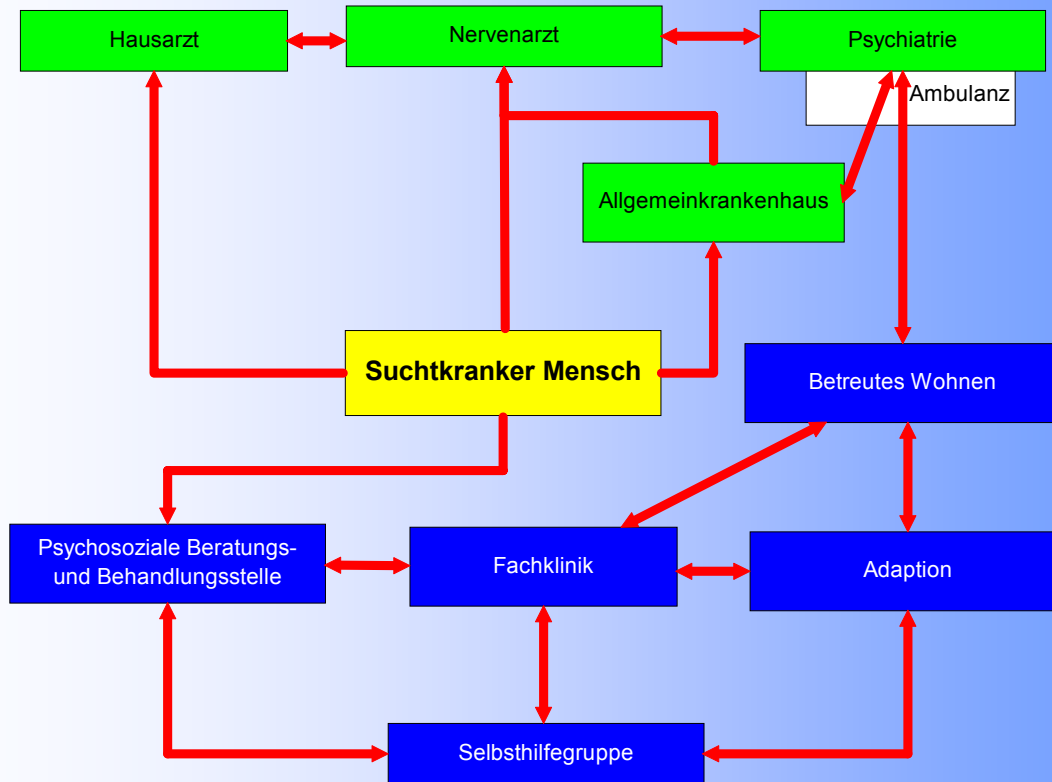 Hausarzt
Nervenarzt
Psychiatrie
Ambulanz
Allgemeinkrankenhaus
Suchtkranker Mensch
Betreutes Wohnen
Psychosoziale Beratungs-
und Behandlungsstelle
Fachklinik
Adaption
Selbsthilfegruppe